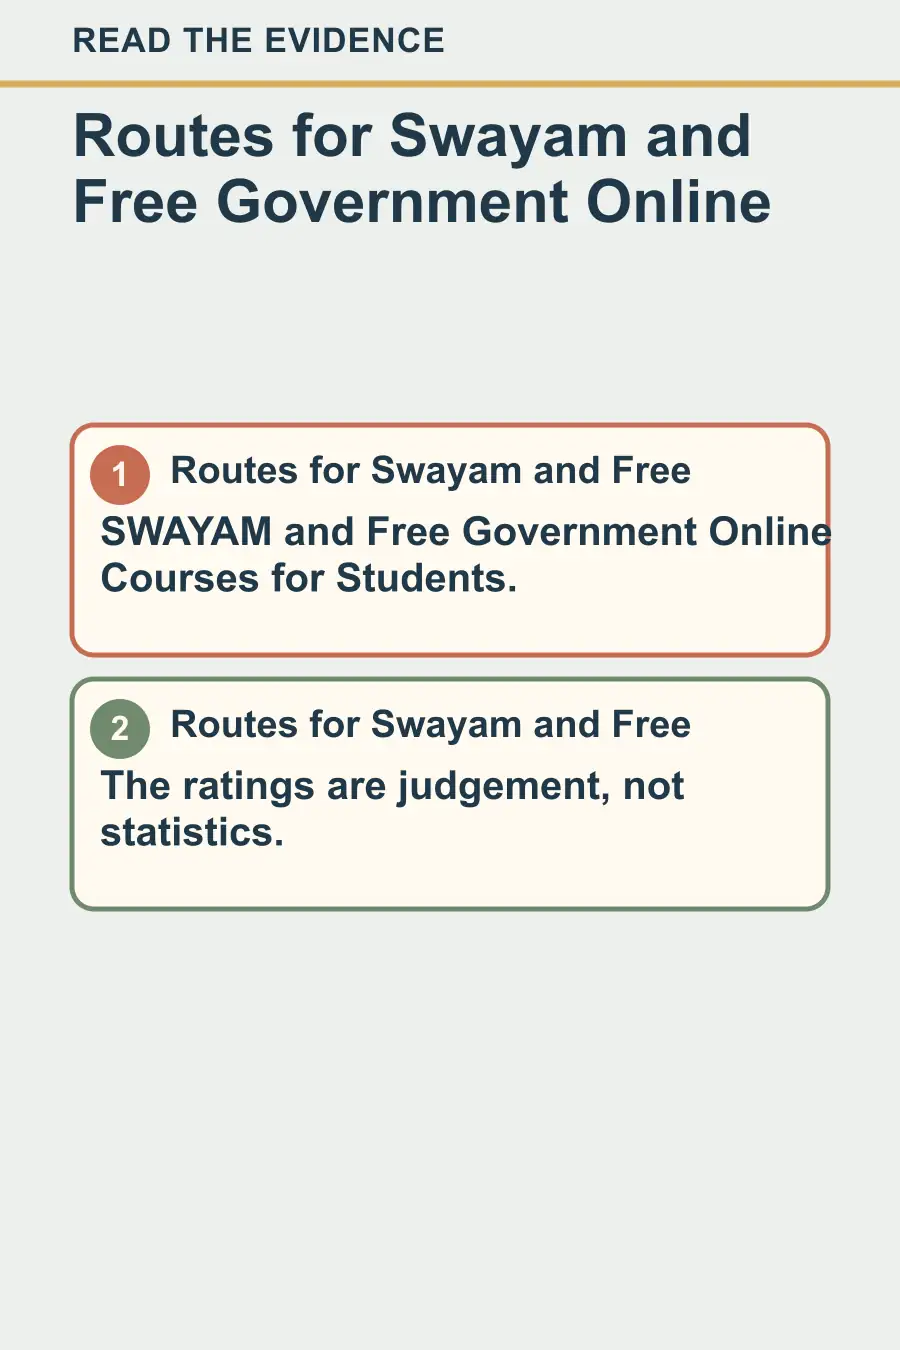 READ THE EVIDENCE
Routes for Swayam and
Free Government Online
1 Routes for Swayam and Free
SWAYAM and Free Government Online
Courses for Students.
2 Routes for Swayam and Free
The ratings are judgement, not
statistics.